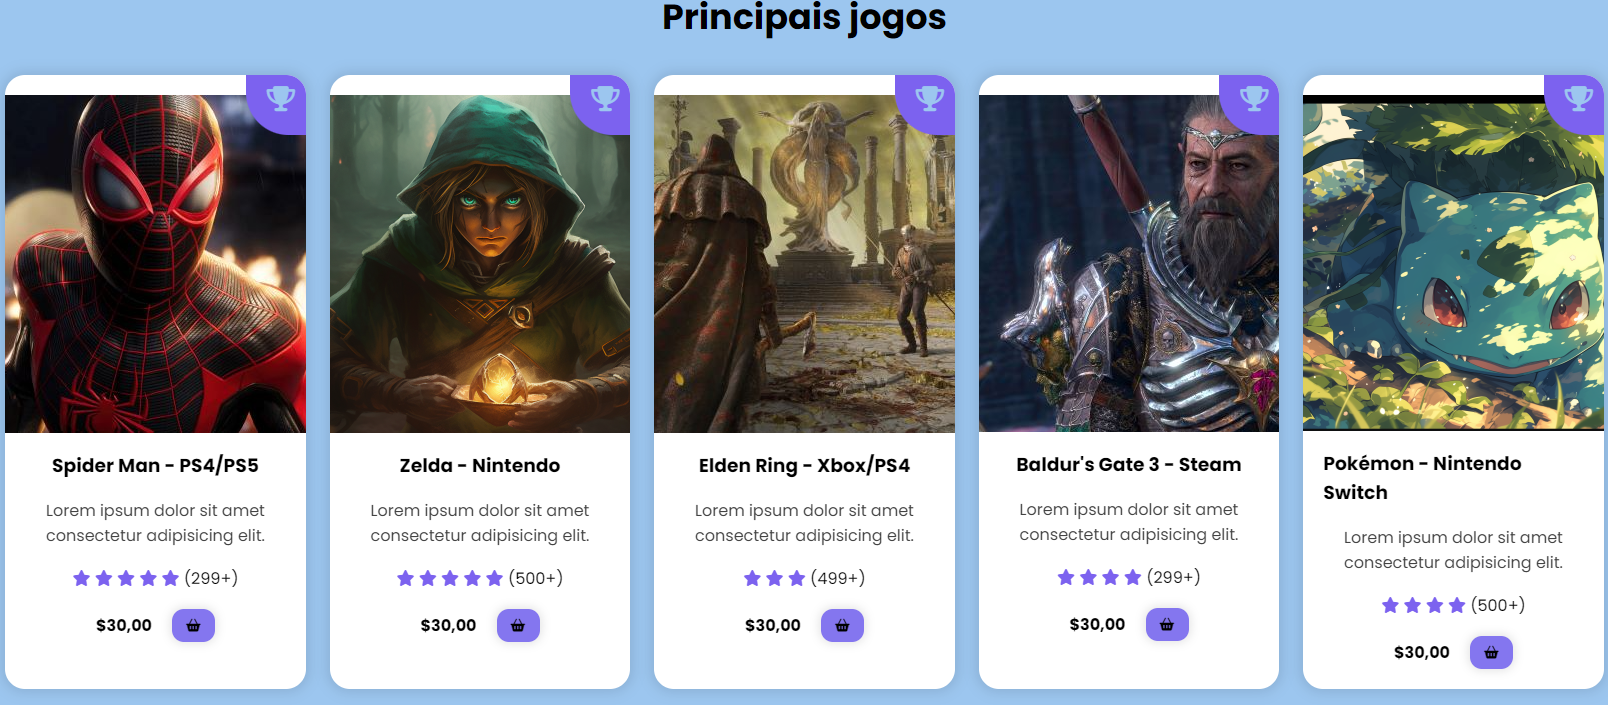 Principais jogos
Spider Man - PS4/PS5
Lorem ipsum dolor sit amet
consectetur adipisicing elit.
(299+)
$30,00
Zelda - Nintendo
Lorem ipsum dolor sit amet
consectetur adipisicing elit.
(500+)
$30,00
Elden Ring - Xbox/PS4
Lorem ipsum dolor sit amet
consectetur adipisicing elit.
(499+)
$30,00
Baldur's Gate 3 - Steam
Lorem ipsum dolor sit amet
consectetur adipisicing elit.
(299+)
$30,00
Pokémon - Nintendo
Switch
Lorem ipsum dolor sit amet
consectetur adipisicing elit.
(500+)
$30,00